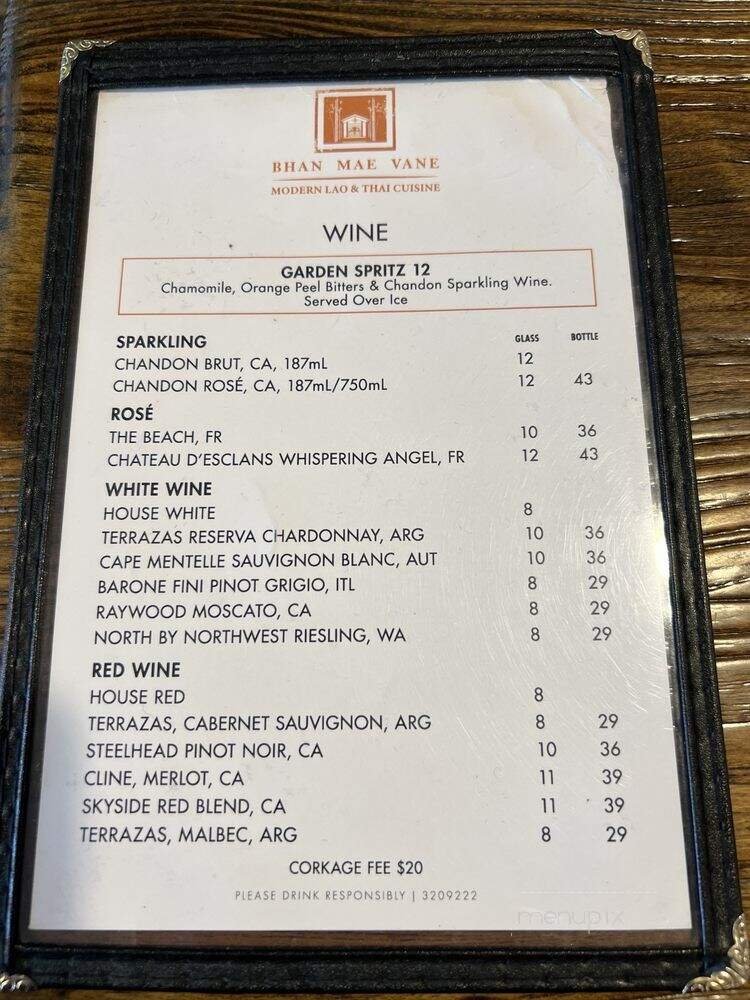 BHAN MAE VANE
MODERN LAO & THAI CUISINE
WINE
GARDEN SPRITZ 12
Chamomile, Orange Peel Bitters & Chandon Sparkling Wine.
Served Over Ice
SPARKLING GLASS BOTTLE
CHANDON BRUT, CA, 187mL 12
CHANDON ROSÉ, CA, 187mL/750mL 12 43
ROSÉ
THE BEACH, FR 10 36
CHATEAU D'ESCLANS WHISPERING ANGEL, FR 12 43
WHITE WINE
HOUSE WHITE 8
TERRAZAS RESERVA CHARDONNAY, ARG 10 36
CAPE MENTELLE SAUVIGNON BLANC, AUT 10 36
BARONE FINI PINOT GRIGIO, ITL 8 29
RAYWOOD MOSCATO, CA 8 29
NORTH BY NORTHWEST RIESLING, WA 8 29
RED WINE
HOUSE RED 8
TERRAZAS, CABERNET SAUVIGNON, ARG 8 29
STEELHEAD PINOT NOIR, CA 10 36
CLINE, MERLOT, CA 11 39
SKYSIDE RED BLEND, CA 11 39
TERRAZAS, MALBEC, ARG 8 29
CORKAGE FEE $20
PLEASE DRINK RESPONSIBLY | 3209222
menupix